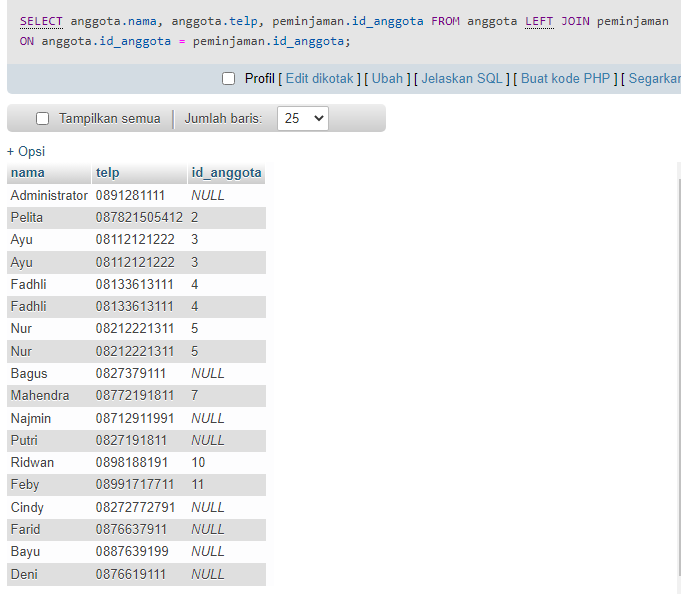 SELECT anggota.nama, anggota.telp, peminjaman.id_anggota FROM anggota LEFT JOIN peminjaman
ON anggota.id_anggota = peminjaman.id_anggota;
Profil [ Edit dikotak ] [ Ubah ] [ Jelaskan SQL ] [ Buat kode PHP ] [ Segarkan
Tampilkan semua Jumlah baris: 25
+ Opsi
nama telp id_anggota
Administrator 0891281111 NULL
Pelita 087821505412 2
Ayu 08112121222 3
Ayu 08112121222 3
Fadhli 08133613111 4
Fadhli 08133613111 4
Nur 08212221311 5
Nur 08212221311 5
Bagus 0827379111 NULL
Mahendra 08772191811 7
Najmin 08712911991 NULL
Putri 0827191811 NULL
Ridwan 0898188191 10
Feby 08991717711 11
Cindy 08272772791 NULL
Farid 0876637911 NULL
Bayu 0887639199 NULL
Deni 0876619111 NULL